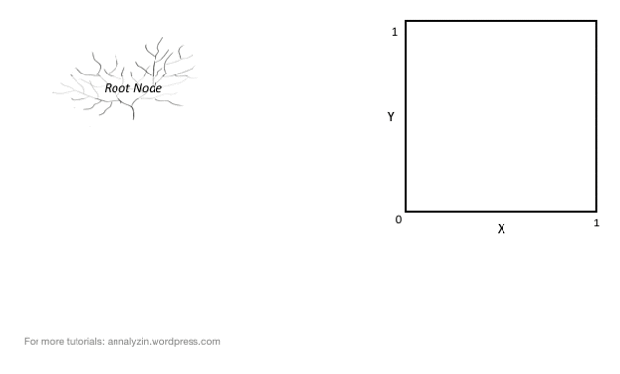 Root Node
1
Y
0
1
X
For more tutorials: annalyzin.wordpress.com